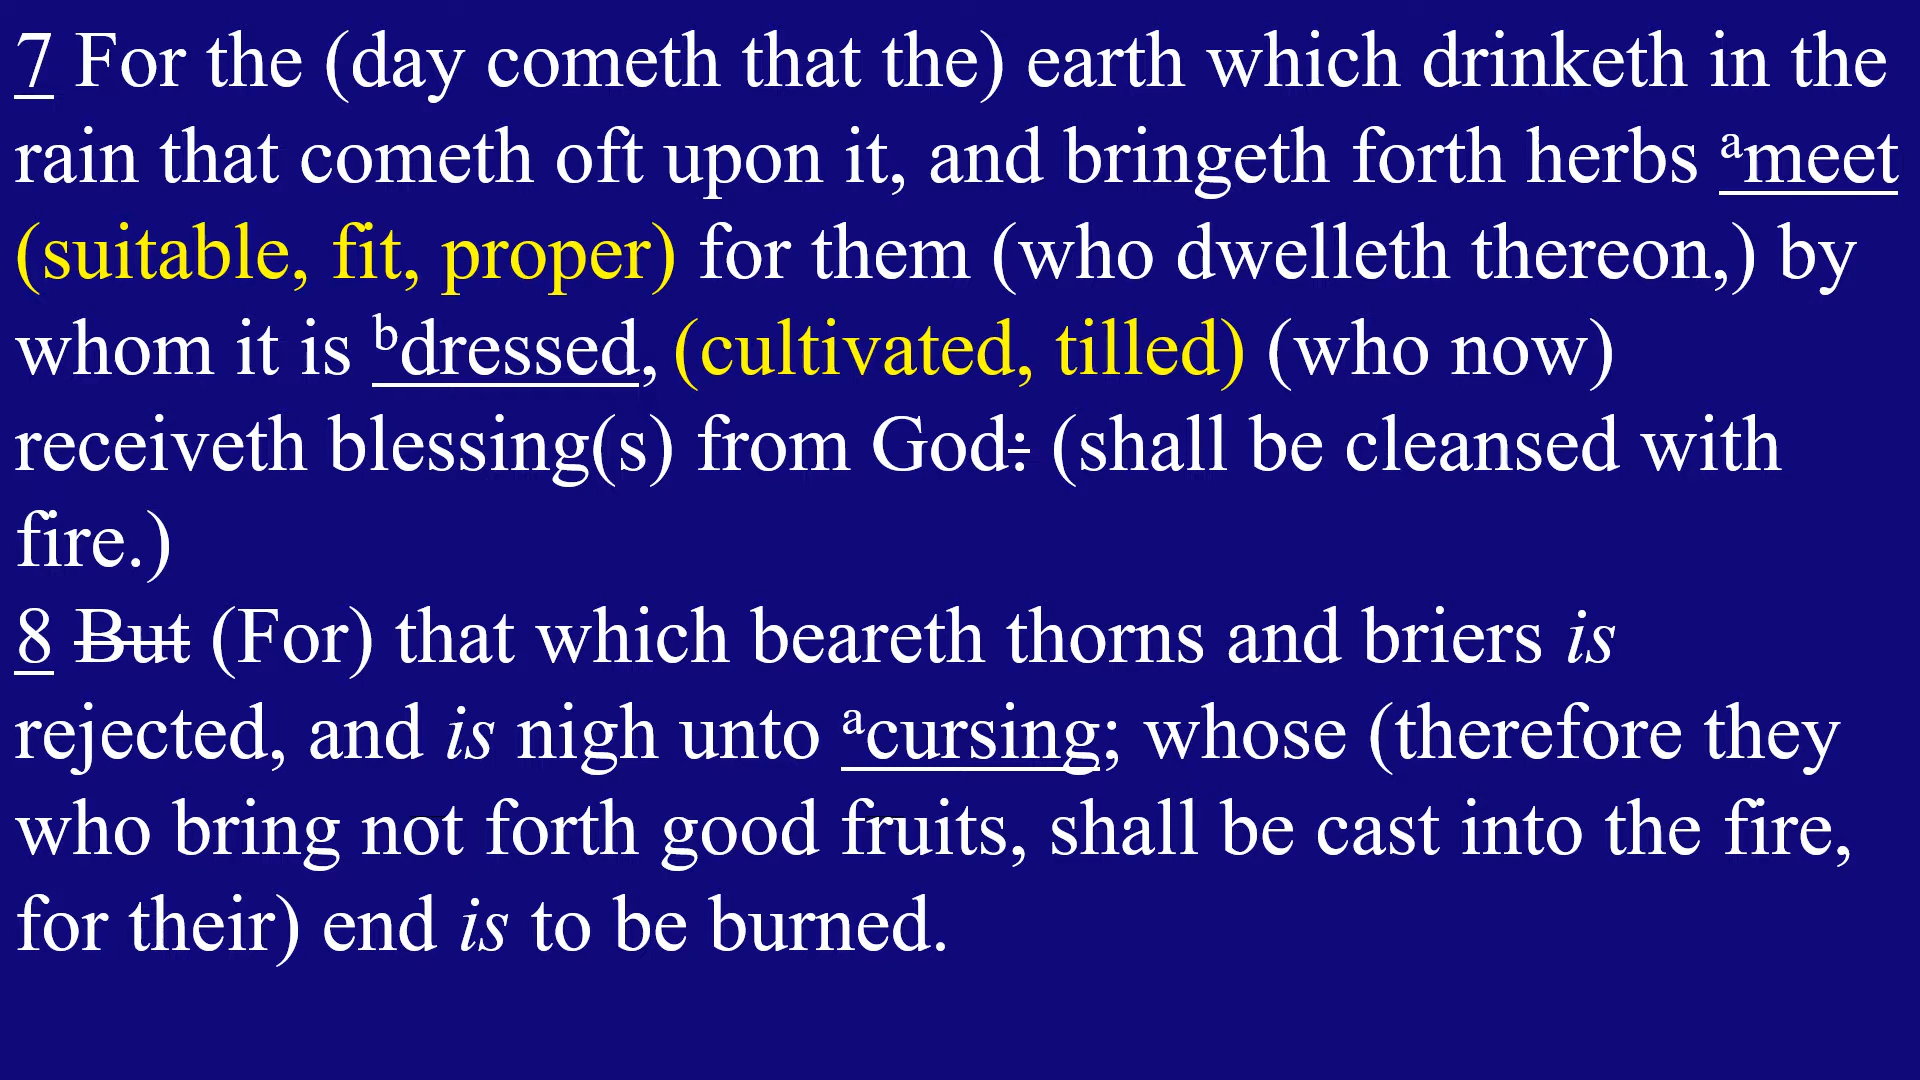 7 For the (day cometh that the) earth which drinketh in the
rain that cometh oft upon it, and bringeth forth herbs ᵃmeet
(suitable, fit, proper) for them (who dwelleth thereon,) by
whom it is ᵇdressed, (cultivated, tilled) (who now)
receiveth blessing(s) from God: (shall be cleansed with
fire.)
8 But (For) that which beareth thorns and briers is
rejected, and is nigh unto ᵃcursing; whose (therefore they
who bring not forth good fruits, shall be cast into the fire,
for their) end is to be burned.